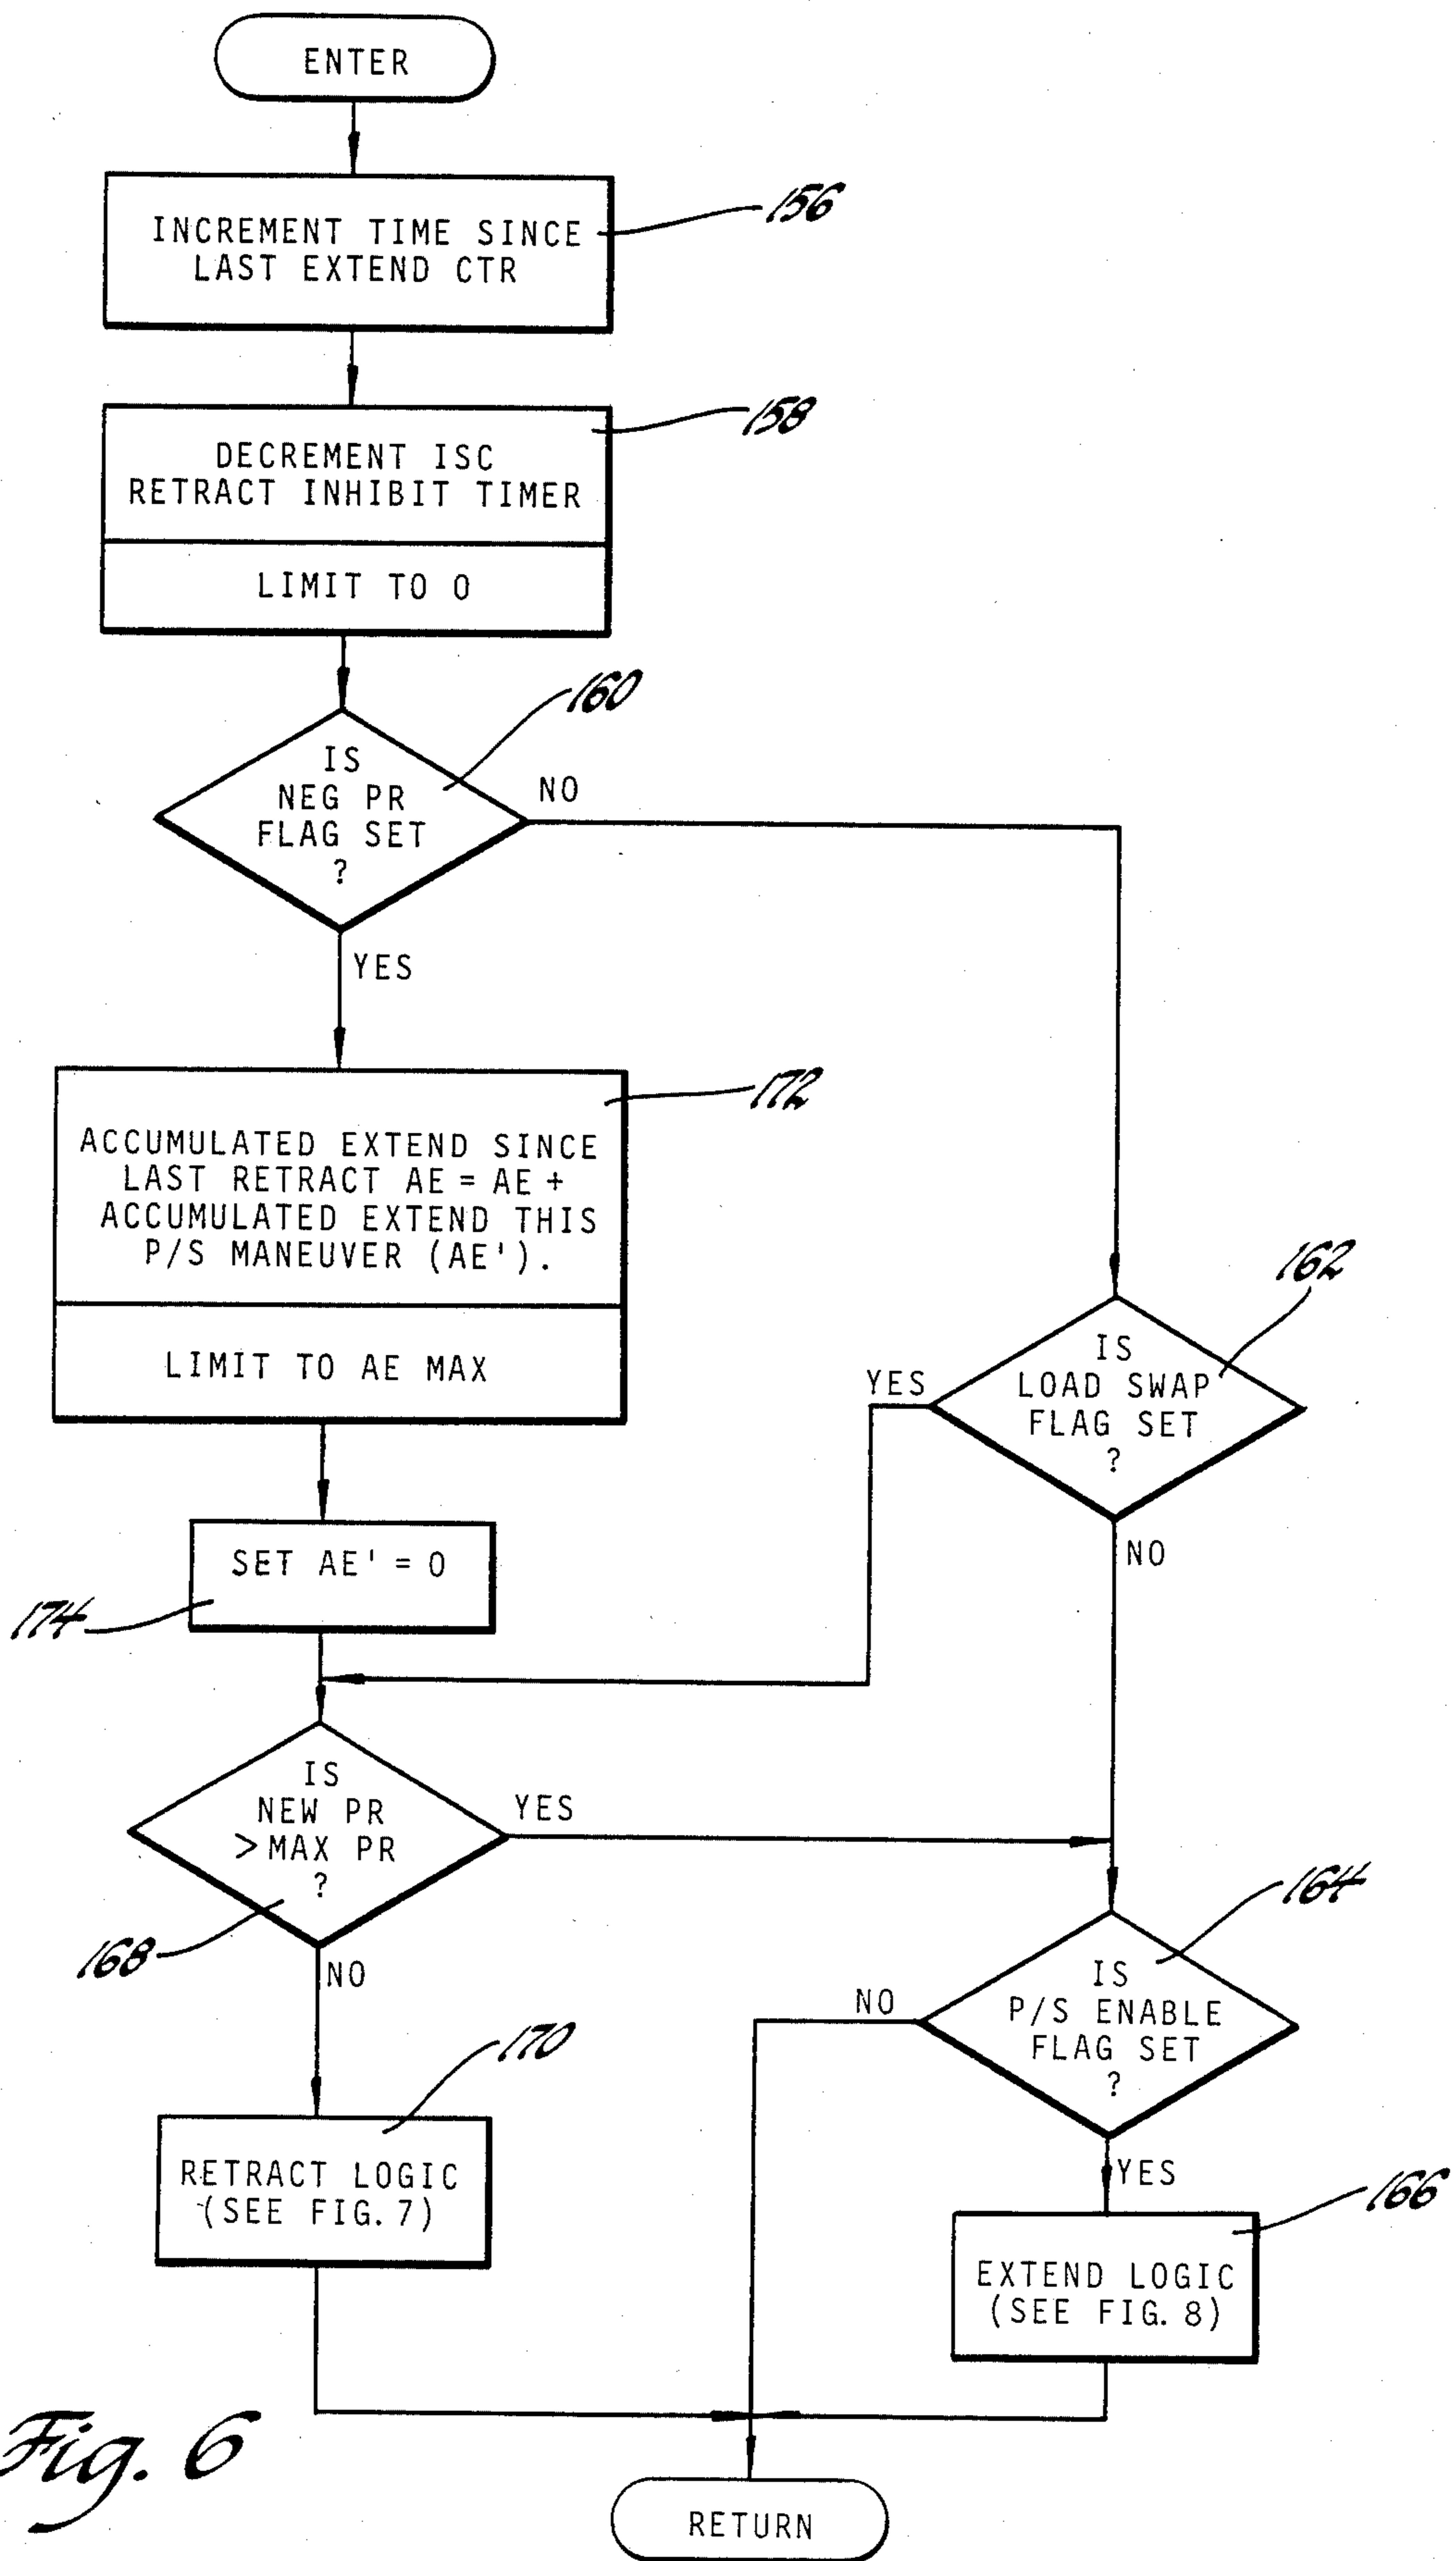 ENTER
INCREMENT TIME SINCE
LAST EXTEND CTR
156
DECREMENT ISC
RETRACT INHIBIT TIMER
158
LIMIT TO 0
160
IS
NEG PR
FLAG SET
?
NO
YES
172
ACCUMULATED EXTEND SINCE
LAST RETRACT AE = AE +
ACCUMULATED EXTEND THIS
P/S MANEUVER (AE').
LIMIT TO AE MAX
162
IS
LOAD SWAP
FLAG SET
?
YES
NO
SET AE' = 0
174
IS
NEW PR
> MAX PR
?
YES
168
NO
164
IS
P/S ENABLE
FLAG SET
?
NO
YES
170
RETRACT LOGIC
(SEE FIG. 7)
166
EXTEND LOGIC
(SEE FIG. 8)
Fig. 6
RETURN